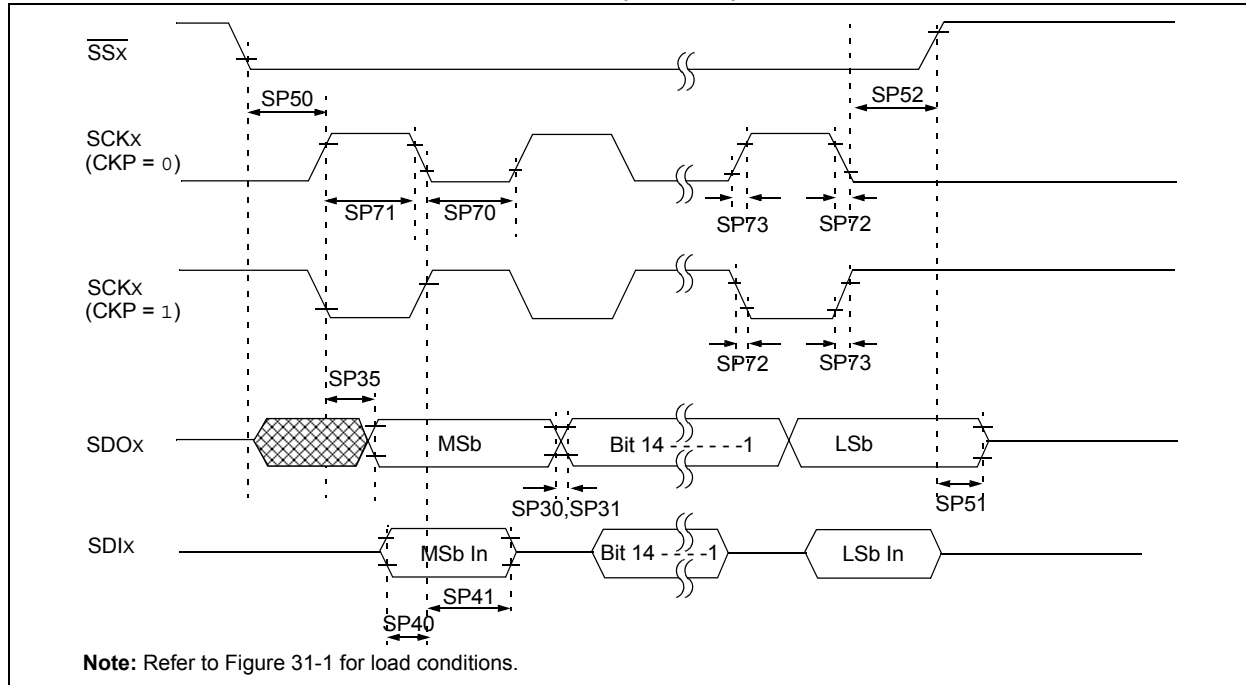 SSX
SP50
SP52
SCKX
(CKP = 0)
SP71
SP70
SP73
SP72
SCKX
(CKP = 1)
SP72
SP73
SP35
SDOX
MSb
Bit 14 - - - - - -1
LSb
SP30,SP31
SP51
SDIX
MSb In
Bit 14 - - - -1
LSb In
SP41
SP40
Note: Refer to Figure 31-1 for load conditions.